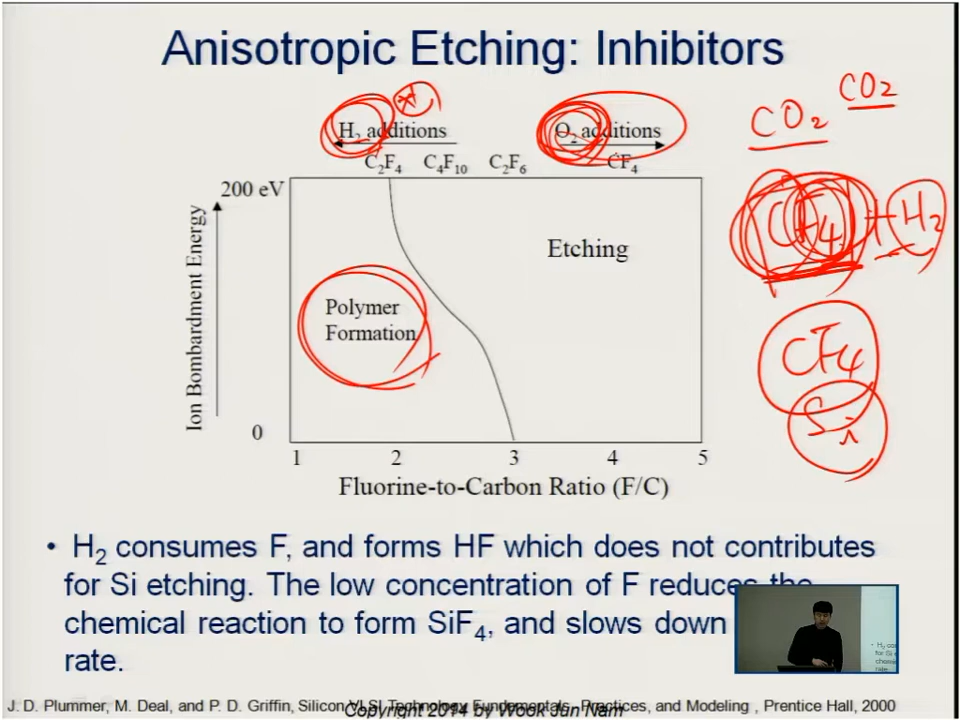 Anisotropic Etching: Inhibitors
H2 additions
O2 additions
CO2
CO2
C2F4 C4F10 C2F6 CF4
200 eV
Ion Bombardment Energy
0
Etching
Polymer
Formation
CF4 + H2
CF4
Si
1 2 3 4 5
Fluorine-to-Carbon Ratio (F/C)
• H2 consumes F, and forms HF which does not contributes
for Si etching. The low concentration of F reduces the
chemical reaction to form SiF4, and slows down
rate.
J. D. Plummer, M. Deal, and P. D. Griffin, Silicon VLSI Technology Fundamentals, Practices, and Modeling , Prentice Hall, 2000
Copyright 2014 by Wook Jun Nam